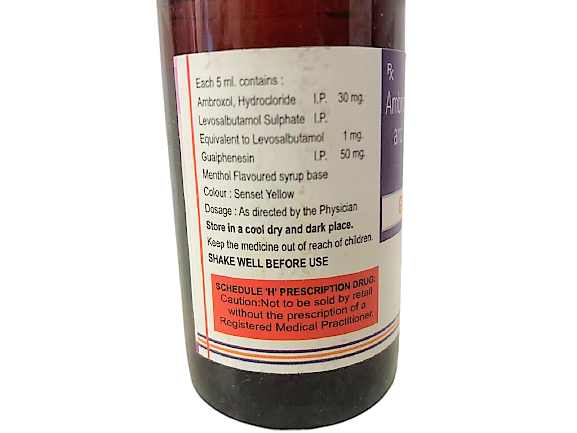 Each 5 ml. contains :
Ambroxol, Hydrocloride I.P. 30 mg.
Levosalbutamol Sulphate I.P.
Equivalent to Levosalbutamol 1 mg.
Guaiphenesin I.P. 50 mg.
Menthol Flavoured syrup base
Colour : Senset Yellow
Dosage : As directed by the Physician
Store in a cool dry and dark place.
Keep the medicine out of reach of children.
SHAKE WELL BEFORE USE
SCHEDULE 'H' PRESCRIPTION DRUG:
Caution:Not to be sold by retail
without the prescription of a
Registered Medical Practitioner.
Rx